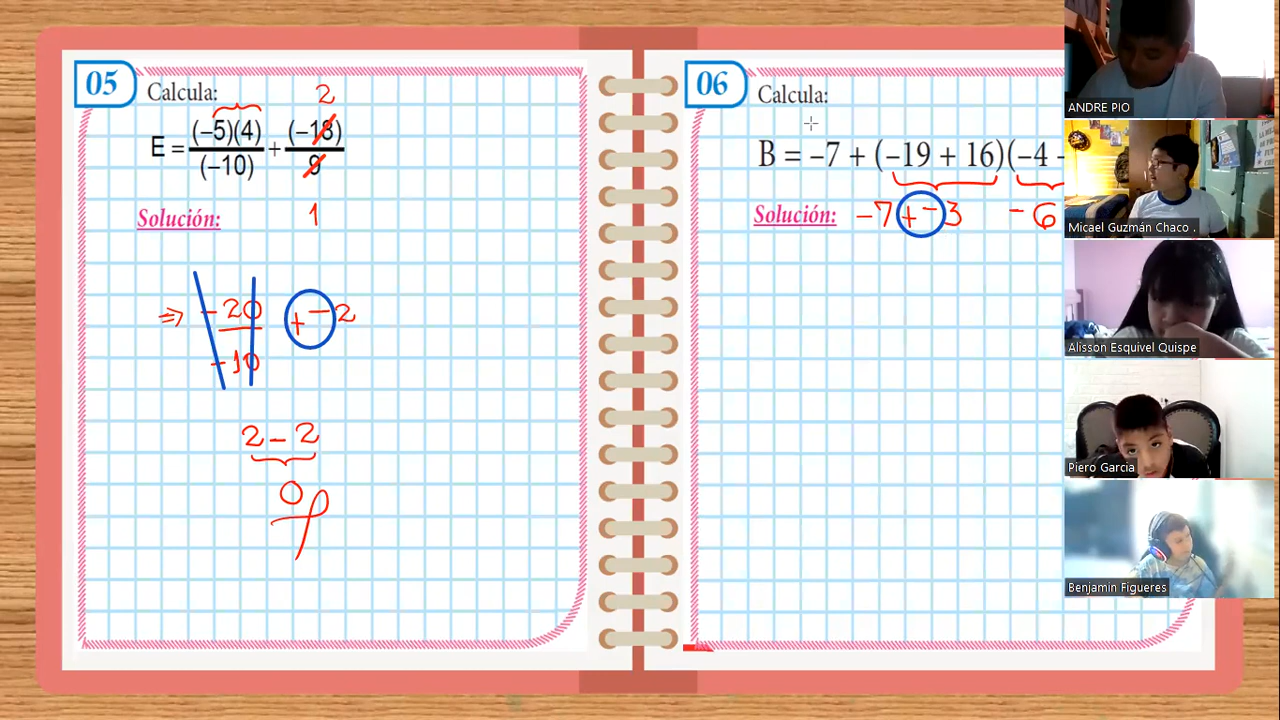 05
Calcula:
2
E = (–5)(4) / (–10) + (–18) / 9
1
Solución:
⇒ -20 / -10 + -2
2 - 2
0
06
Calcula:
B = –7 + (–19 + 16)(–4 -
Solución:
-7 + -3 -6
ANDRE PIO
Micael Guzmán Chaco .
Alisson Esquivel Quispe
Piero Garcia
Benjamin Figueres